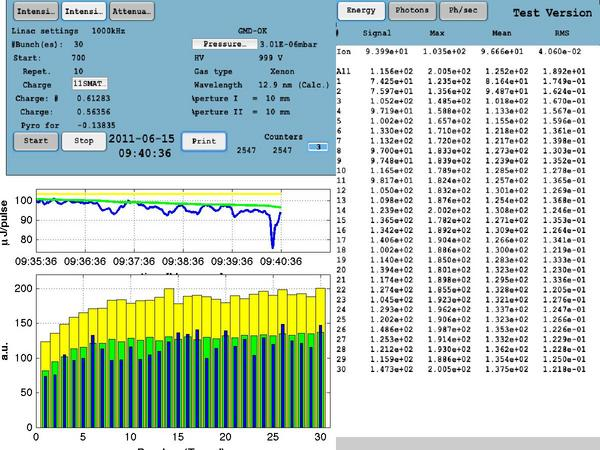 Intensi... Intensi... Attenua...
Linac settings 1000kHz
#Bunch(es): 30
Start: 700
Repet. 10
Charge 11SMAT
Charge: # 0.61283
Charge: 0.56356
Pyro for -0.13835
GMD-OK
Pressure... 3.01E-06mbar
HV 999 V
Gas type Xenon
Wavelength 12.9 nm (Calc.)
\perture I = 10 mm
\perture II = 10 mm
Start Stop 2011-06-15 09:40:36 Print
Counters
2547 2547 3
μJ/pulse
100
90
80
09:35:36 09:36:36 09:37:36 09:38:36 09:39:36 09:40:36
a.u.
200
150
100
50
0
0 5 10 15 20 25 30
Energy Photons Ph/sec Test Version
Signal Max Mean RMS
Ion 9.399e+01 1.035e+02 9.666e+01 4.060e-02
All 1.156e+02 2.005e+02 1.252e+02 1.892e+01
1 7.425e+01 1.235e+02 8.164e+01 1.749e-01
2 7.597e+01 1.356e+02 9.487e+01 1.624e-01
3 1.052e+02 1.485e+02 1.018e+02 1.670e-01
4 9.719e+01 1.588e+02 1.133e+02 1.567e-01
5 1.002e+02 1.657e+02 1.155e+02 1.596e-01
6 1.330e+02 1.710e+02 1.218e+02 1.361e-01
7 1.132e+02 1.720e+02 1.217e+02 1.398e-01
8 9.700e+01 1.833e+02 1.273e+02 1.303e-01
9 9.748e+01 1.839e+02 1.239e+02 1.352e-01
10 1.165e+02 1.789e+02 1.285e+02 1.278e-01
11 9.817e+01 1.824e+02 1.257e+02 1.365e-01
12 1.050e+02 1.832e+02 1.301e+02 1.269e-01
13 1.098e+02 1.876e+02 1.254e+02 1.368e-01
14 1.239e+02 2.002e+02 1.308e+02 1.246e-01
15 1.365e+02 1.782e+02 1.271e+02 1.353e-01
16 1.342e+02 1.892e+02 1.309e+02 1.264e-01
17 1.406e+02 1.904e+02 1.266e+02 1.341e-01
18 1.002e+02 1.886e+02 1.300e+02 1.219e-01
19 1.140e+02 1.850e+02 1.283e+02 1.333e-01
20 1.394e+02 1.801e+02 1.323e+02 1.230e-01
21 1.174e+02 1.898e+02 1.295e+02 1.336e-01
22 1.274e+02 1.855e+02 1.328e+02 1.205e-01
23 1.045e+02 1.923e+02 1.304e+02 1.271e-01
24 1.293e+02 1.962e+02 1.337e+02 1.247e-01
25 1.202e+02 1.906e+02 1.323e+02 1.266e-01
26 1.486e+02 1.987e+02 1.353e+02 1.226e-01
27 1.253e+02 1.914e+02 1.332e+02 1.229e-01
28 1.212e+02 1.930e+02 1.362e+02 1.229e-01
29 1.159e+02 1.886e+02 1.354e+02 1.250e-01
30 1.473e+02 2.005e+02 1.375e+02 1.218e-01